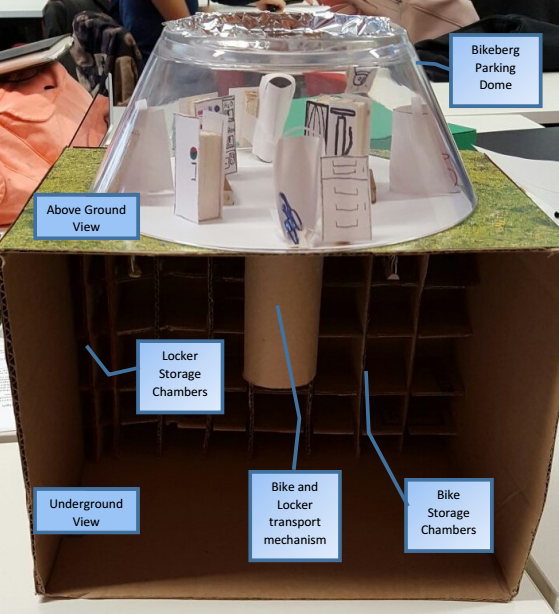 Bikeberg
Parking
Dome
Above Ground
View
Locker
Storage
Chambers
Bike and
Locker
transport
mechanism
Bike
Storage
Chambers
Underground
View